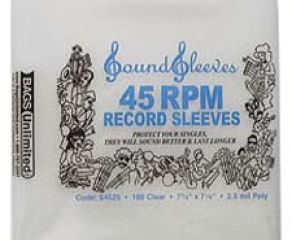 SoundSleeves
45 RPM
RECORD SLEEVES
PROTECT YOUR SINGLES,
THEY WILL SOUND BETTER & LAST LONGER
100 Clear
2.5 mil Poly
BAGS (Unlimited)